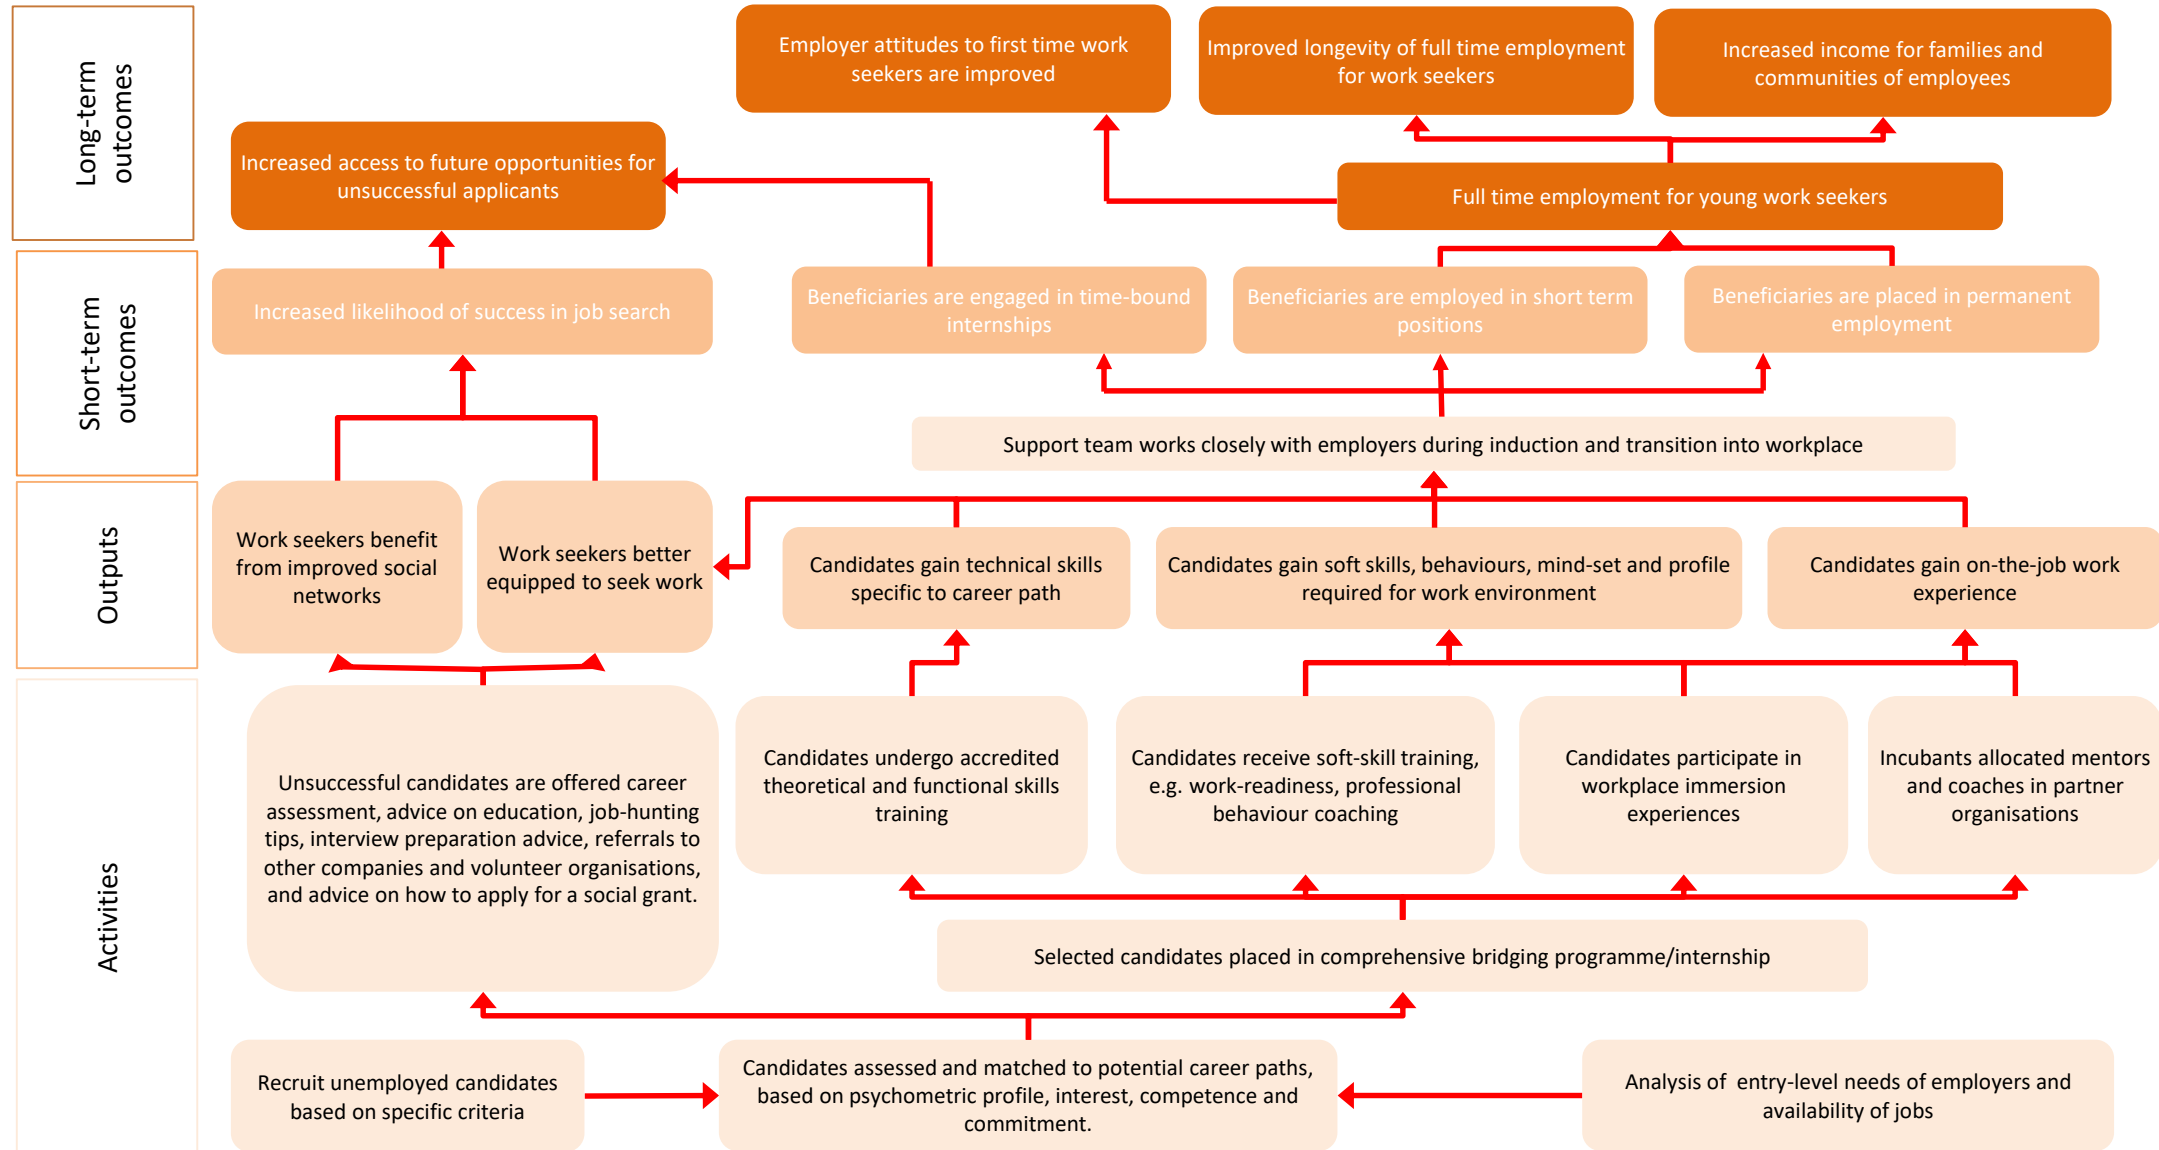 Long-term
outcomes
Employer attitudes to first time work
seekers are improved
Improved longevity of full time employment
for work seekers
Increased income for families and
communities of employees
Increased access to future opportunities for
unsuccessful applicants
Full time employment for young work seekers
Short-term
outcomes
Increased likelihood of success in job search
Beneficiaries are engaged in time-bound
internships
Beneficiaries are employed in short term
positions
Beneficiaries are placed in permanent
employment
Support team works closely with employers during induction and transition into workplace
Outputs
Work seekers benefit
from improved social
networks
Work seekers better
equipped to seek work
Candidates gain technical skills
specific to career path
Candidates gain soft skills, behaviours, mind-set and profile
required for work environment
Candidates gain on-the-job work
experience
Activities
Unsuccessful candidates are offered career
assessment, advice on education, job-hunting
tips, interview preparation advice, referrals to
other companies and volunteer organisations,
and advice on how to apply for a social grant.
Candidates undergo accredited
theoretical and functional skills
training
Candidates receive soft-skill training,
e.g. work-readiness, professional
behaviour coaching
Candidates participate in
workplace immersion
experiences
Incubants allocated mentors
and coaches in partner
organisations
Selected candidates placed in comprehensive bridging programme/internship
Recruit unemployed candidates
based on specific criteria
Candidates assessed and matched to potential career paths,
based on psychometric profile, interest, competence and
commitment.
Analysis of entry-level needs of employers and
availability of jobs